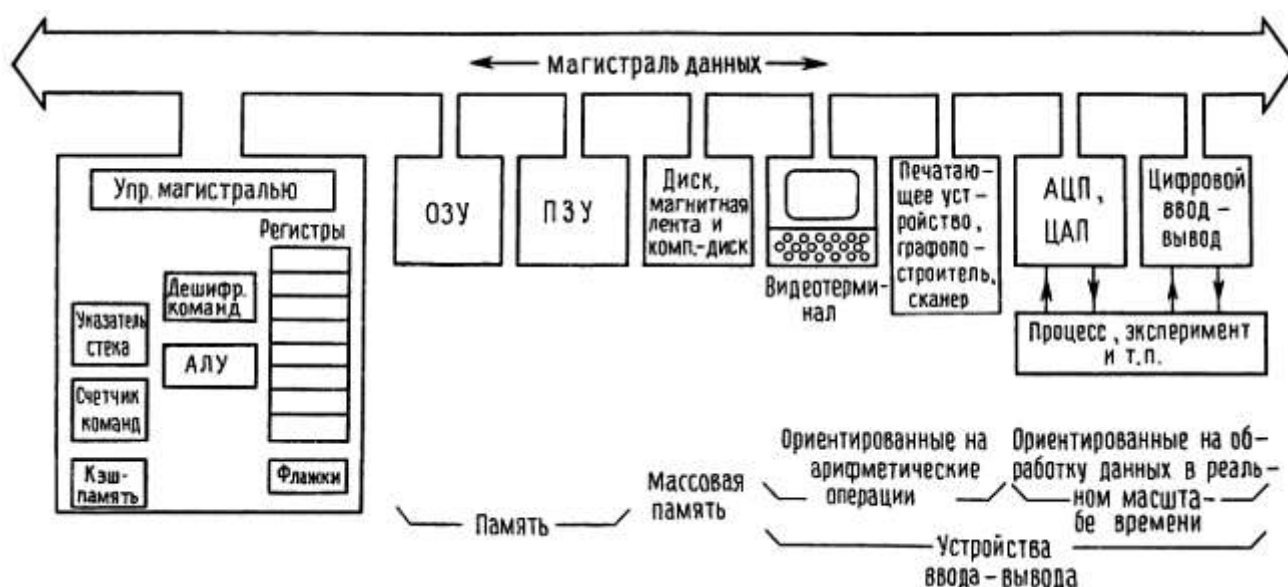 Магистраль данных
Упр. магистралью
Регистры
Дешифр.
команд
Указатель
стека
АЛУ
Счетчик
команд
Кэш-
память
Флажки
ОЗУ
ПЗУ
Диск,
магнитная
лента и
комп.-диск
Видеотерми-
нал
Печатаю-
щее уст-
ройство,
графопо-
строитель,
сканер
АЦП,
ЦАП
Цифровой
ввод-
вывод
Процесс, эксперимент
и т.п.
Память
Массовая
память
Ориентированные на
арифметические
операции
Ориентированные на об-
работку данных в реаль-
ном масшта-
бе времени
Устройства
ввода-вывода